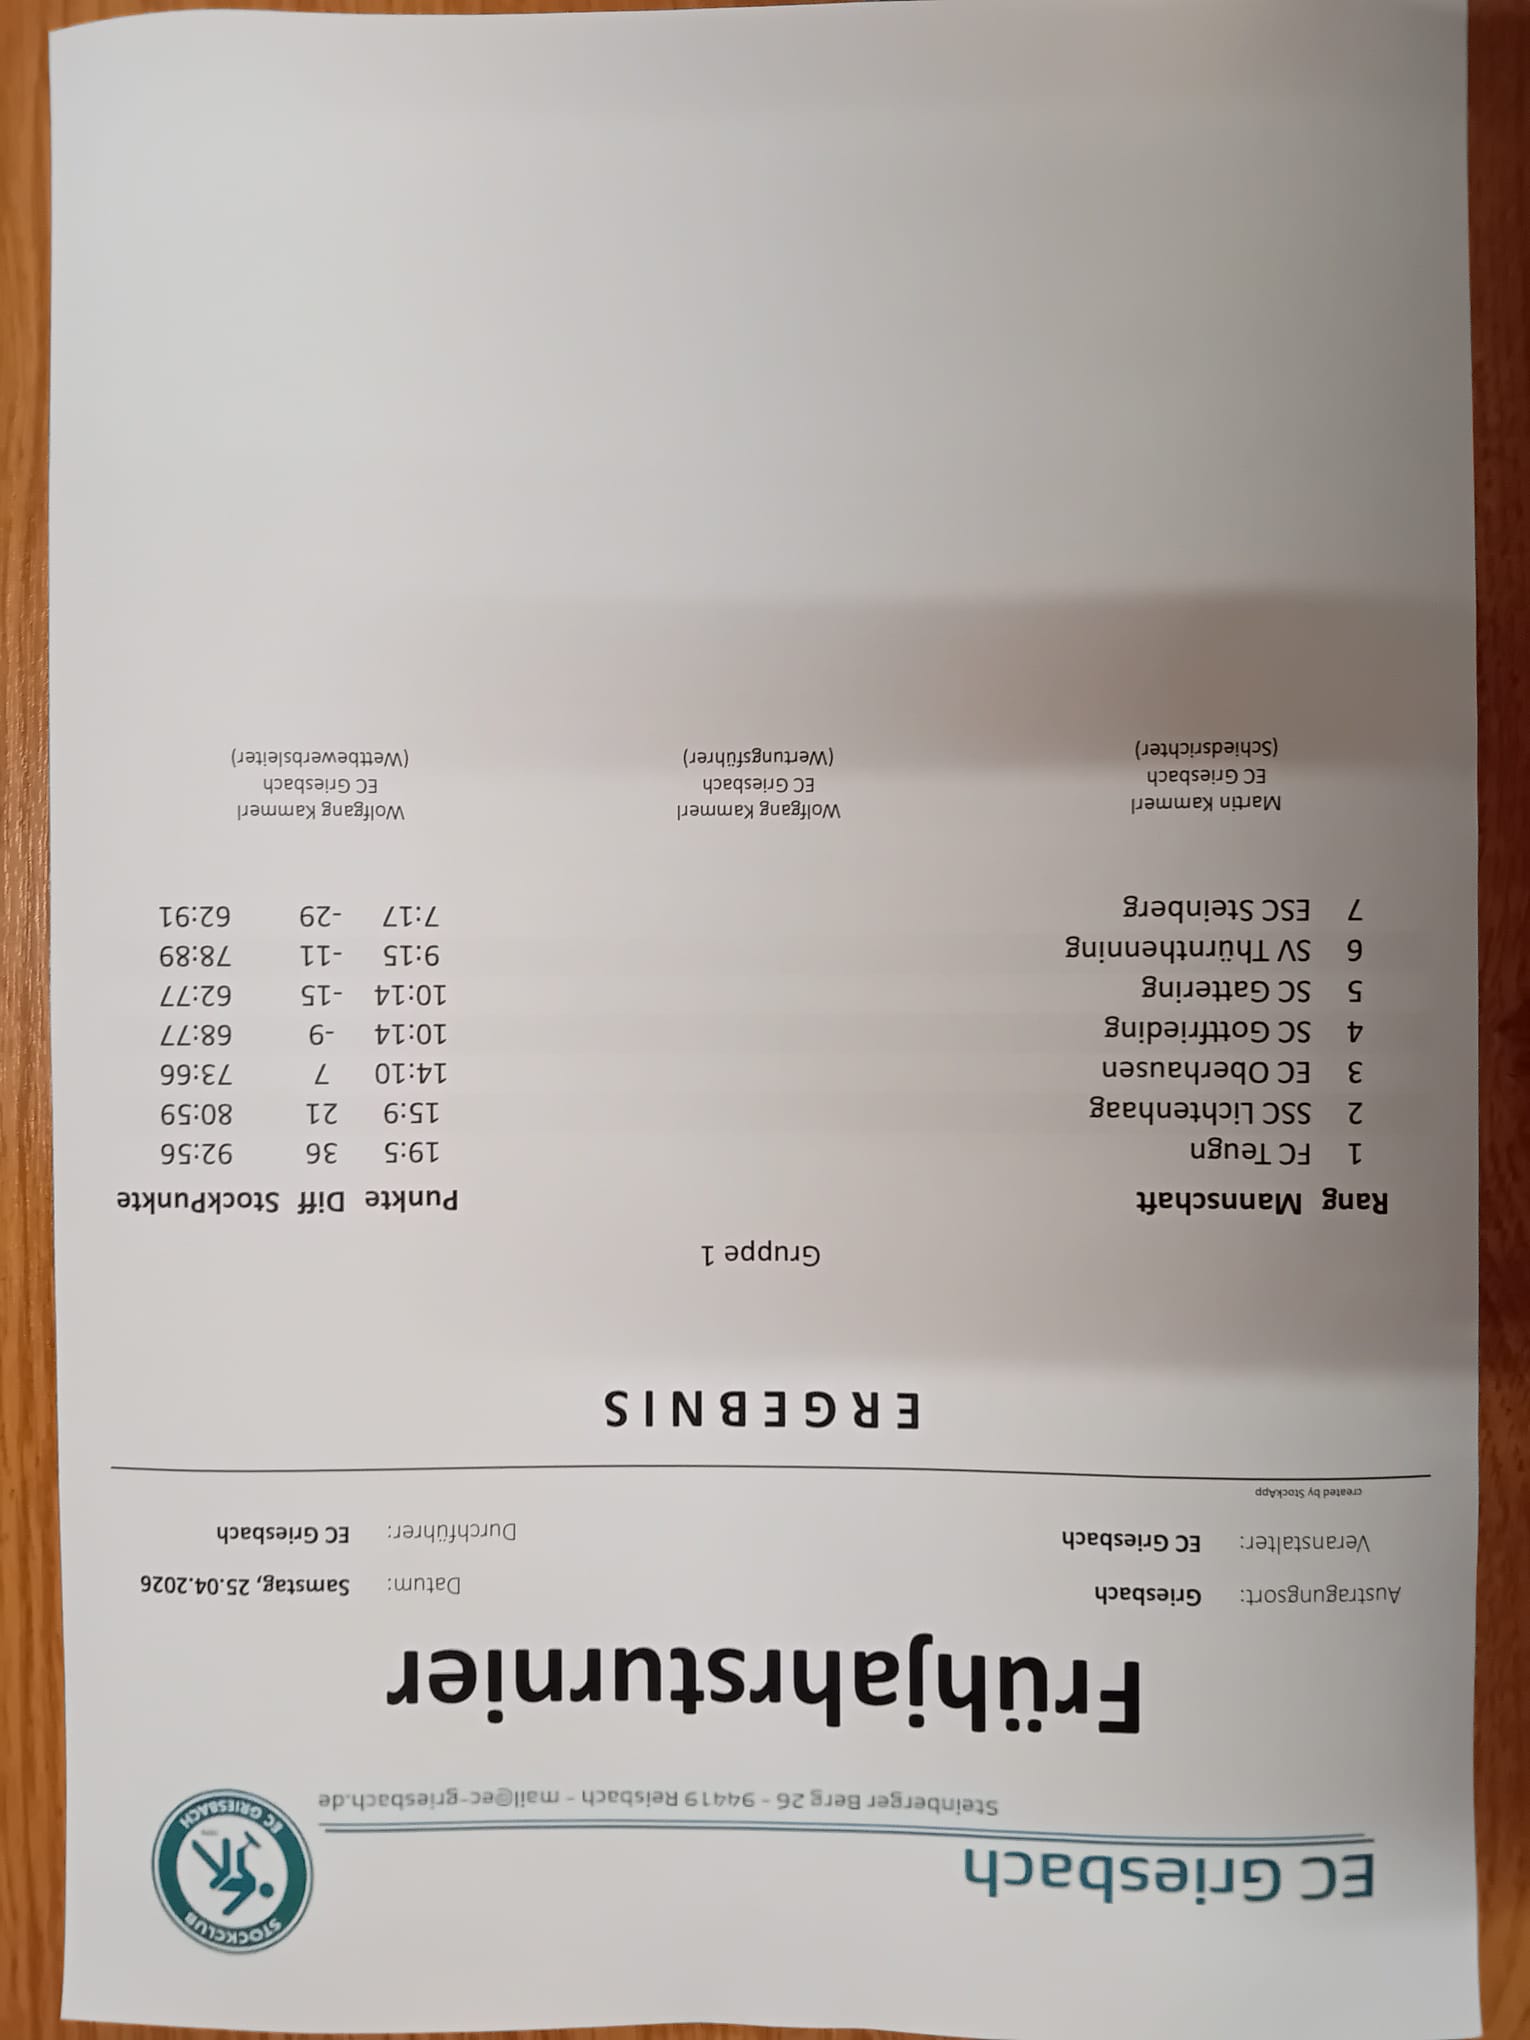 EC Griesbach
Steinberger Berg 26 - 94419 Reisbach - mail@ec-griesbach.de
STOCKCLUB
EC GRIESBACH
Frühjahrsturnier
Austragungsort: Griesbach Datum: Samstag, 25.04.2026
Veranstalter: EC Griesbach Durchführer: EC Griesbach
created by StockApp
ERGEBNIS
Gruppe 1
Rang Mannschaft Punkte Diff StockPunkte
1 FC Teugn 19:5 36 92:56
2 SSC Lichtenhaag 15:9 21 80:59
3 EC Oberhausen 14:10 7 73:66
4 SC Gottfrieding 10:14 -9 68:77
5 SC Gattering 10:14 -15 62:77
6 SV Thürnthenning 9:15 -11 78:89
7 ESC Steinberg 7:17 -29 62:91
Martin Kammerl Wolfgang Kammerl Wolfgang Kammerl
EC Griesbach EC Griesbach EC Griesbach
(Schiedsrichter) (Wertungsführer) (Wettbewerbsleiter)